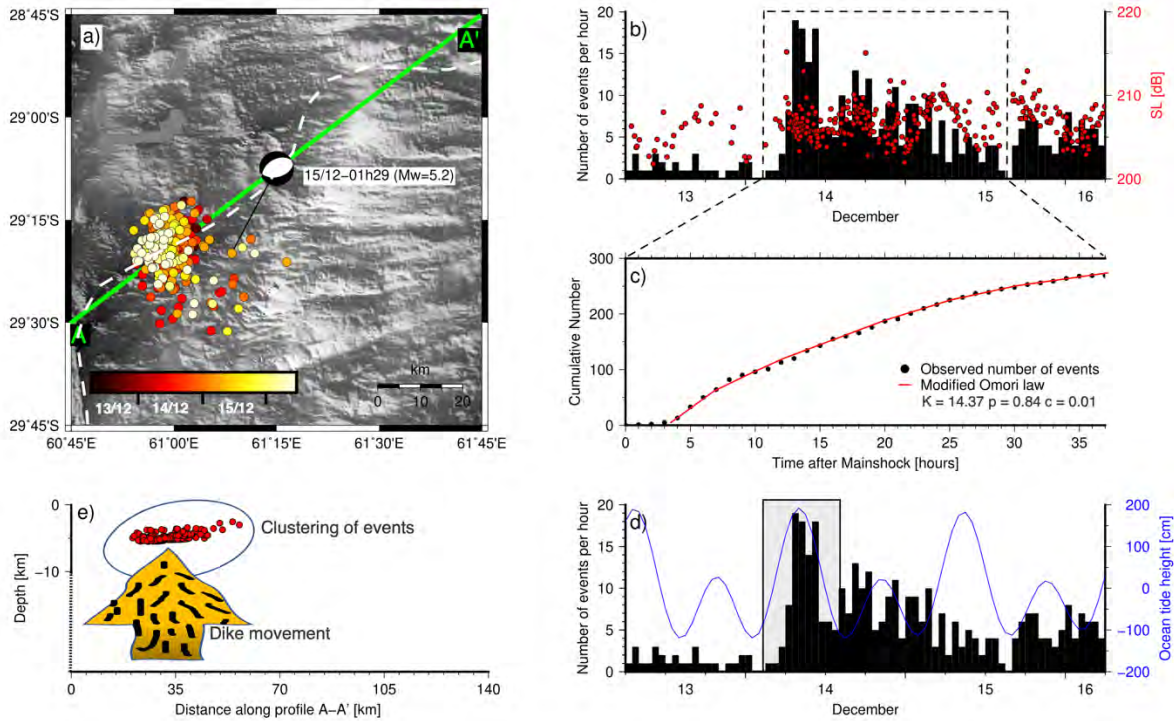 a)
28˚45'S
29˚00'S
29˚15'S
29˚30'S
29˚45'S
60˚45'E
61˚00'E
61˚15'E
61˚30'E
61˚45'E
A'
A
15/12−01h29 (Mw=5.2)
13/12 14/12 15/12
km
0 10 20
b)
Number of events per hour
0
5
10
15
20
SL [dB]
200
210
220
13 14 15 16
December
c)
Cumulative Number
0
100
200
300
Observed number of events
Modified Omori law
K = 14.37 p = 0.84 c = 0.01
0 5 10 15 20 25 30 35
Time after Mainshock [hours]
d)
Number of events per hour
0
5
10
15
20
Ocean tide height [cm]
−200
−100
0
100
200
13 14 15 16
December
e)
Depth [km]
0
−10
Clustering of events
Dike movement
0 35 70 105 140
Distance along profile A−A' [km]